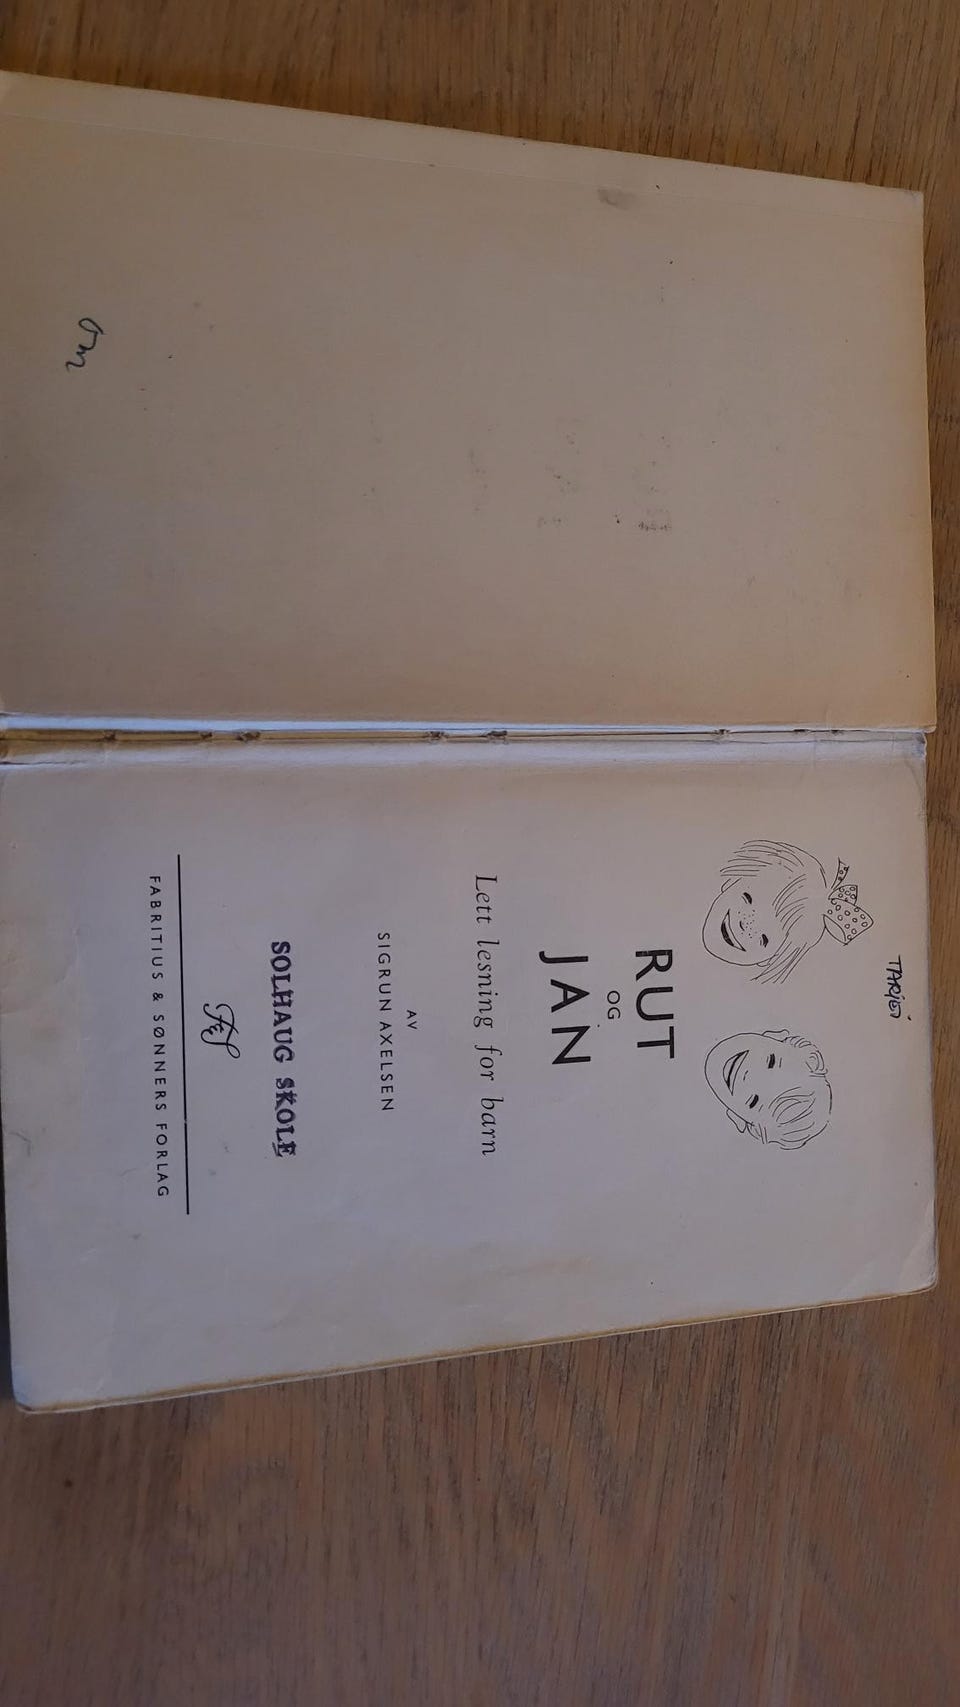 RUT
OG
JAN
Lett lesning for barn
AV
SIGRUN AXELSEN
SOLHAUG SKOLE
FABRITIUS & SØNNERS FORLAG